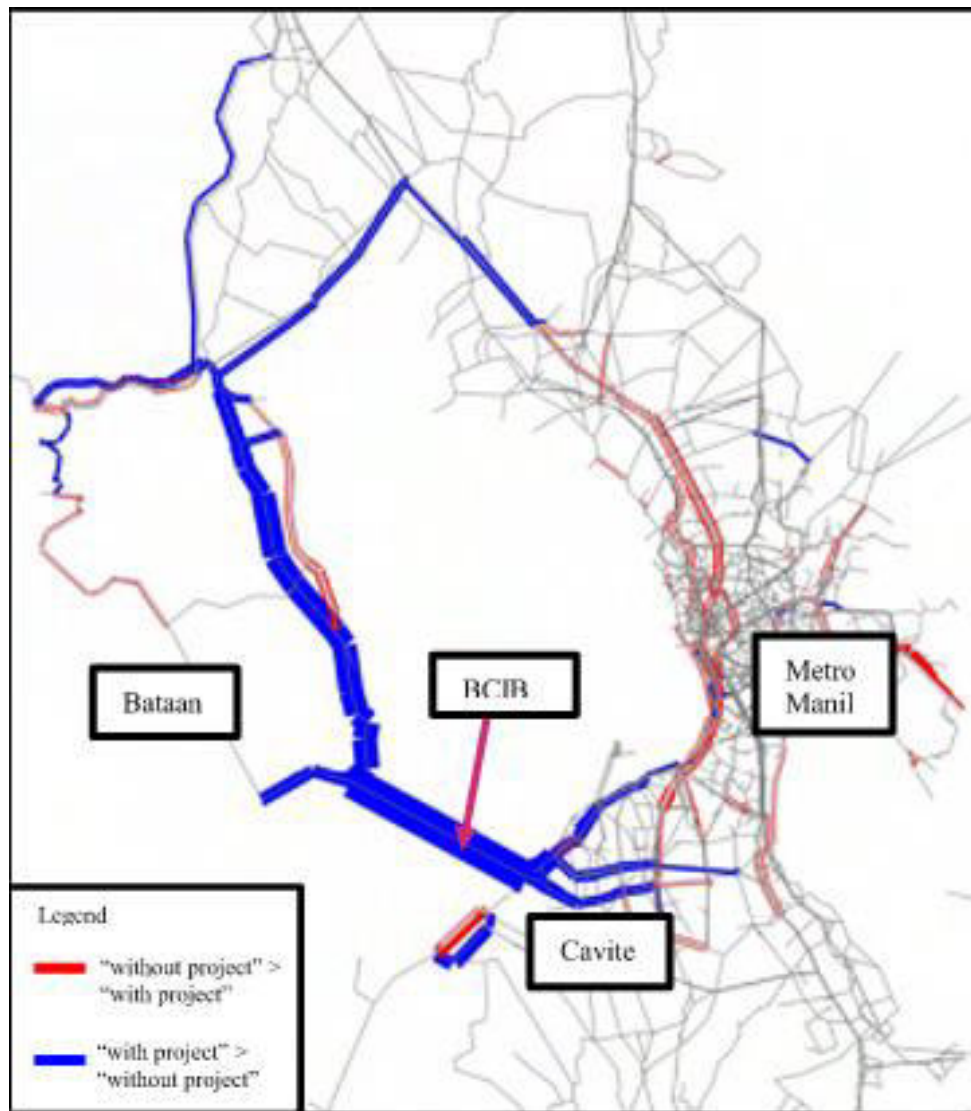 Bataan
BCIB
Metro
Manil
Cavite
Legend
“without project” >
“with project”
“with project” >
“without project”